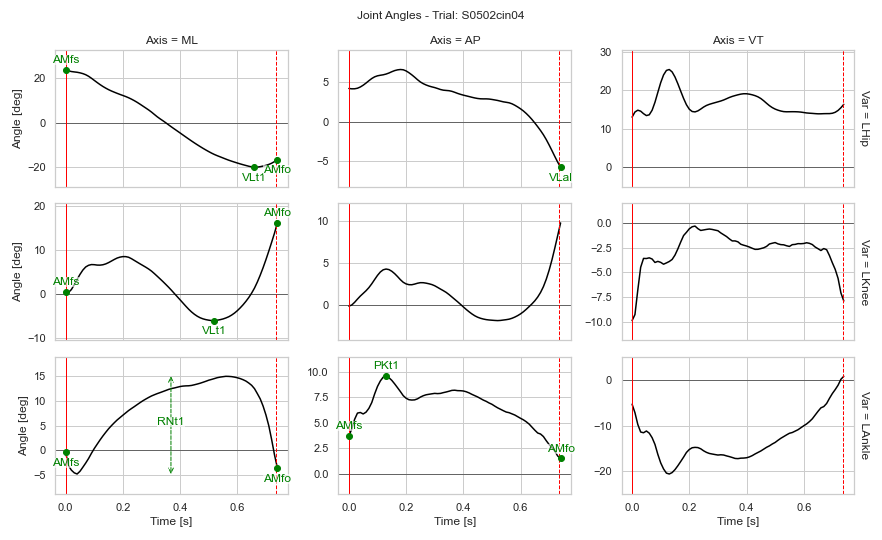 Joint Angles - Trial: S0502cin04
Axis = ML
Axis = AP
Axis = VT
Angle [deg]
20
0
−20
AMfs
VLt1
AMfo
5
0
−5
VLal
30
20
10
0
Var = LHip
Angle [deg]
20
10
0
−10
AMfs
VLt1
AMfo
10
5
0
0.0
−2.5
−5.0
−7.5
−10.0
Var = LKnee
Angle [deg]
15
10
5
0
−5
AMfs
RNt1
AMfo
0.0
0.2
0.4
0.6
Time [s]
10.0
7.5
5.0
2.5
0.0
AMfs
PKt1
AMfo
0.0
0.2
0.4
0.6
Time [s]
0
−10
−20
0.0
0.2
0.4
0.6
Time [s]
Var = LAnkle